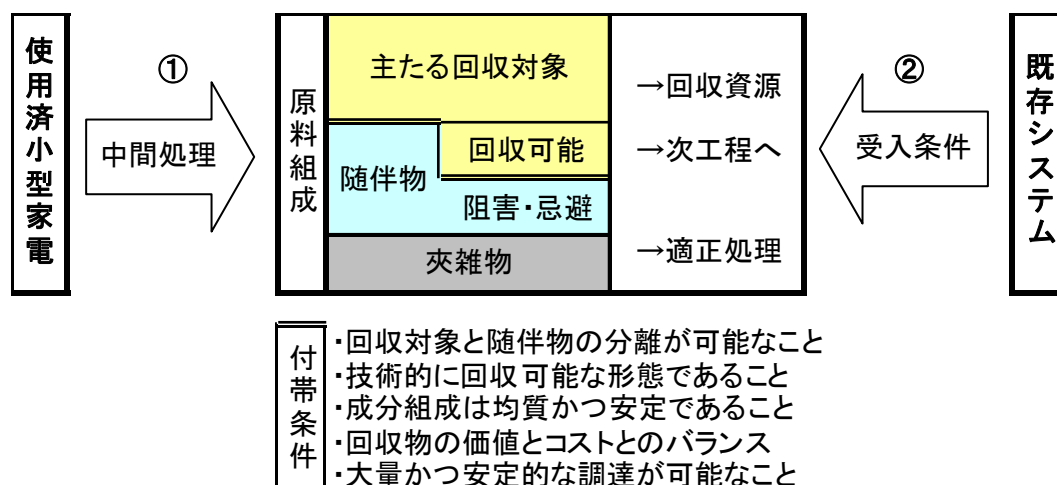 使用済小型家電
①
中間処理
原料組成
主たる回収対象
随伴物
回収可能
阻害・忌避
夾雑物
→回収資源
→次工程へ
→適正処理
②
受入条件
既存システム
付帯条件
・回収対象と随伴物の分離が可能なこと
・技術的に回収可能な形態であること
・成分組成は均質かつ安定であること
・回収物の価値とコストとのバランス
・大量かつ安定的な調達が可能なこと